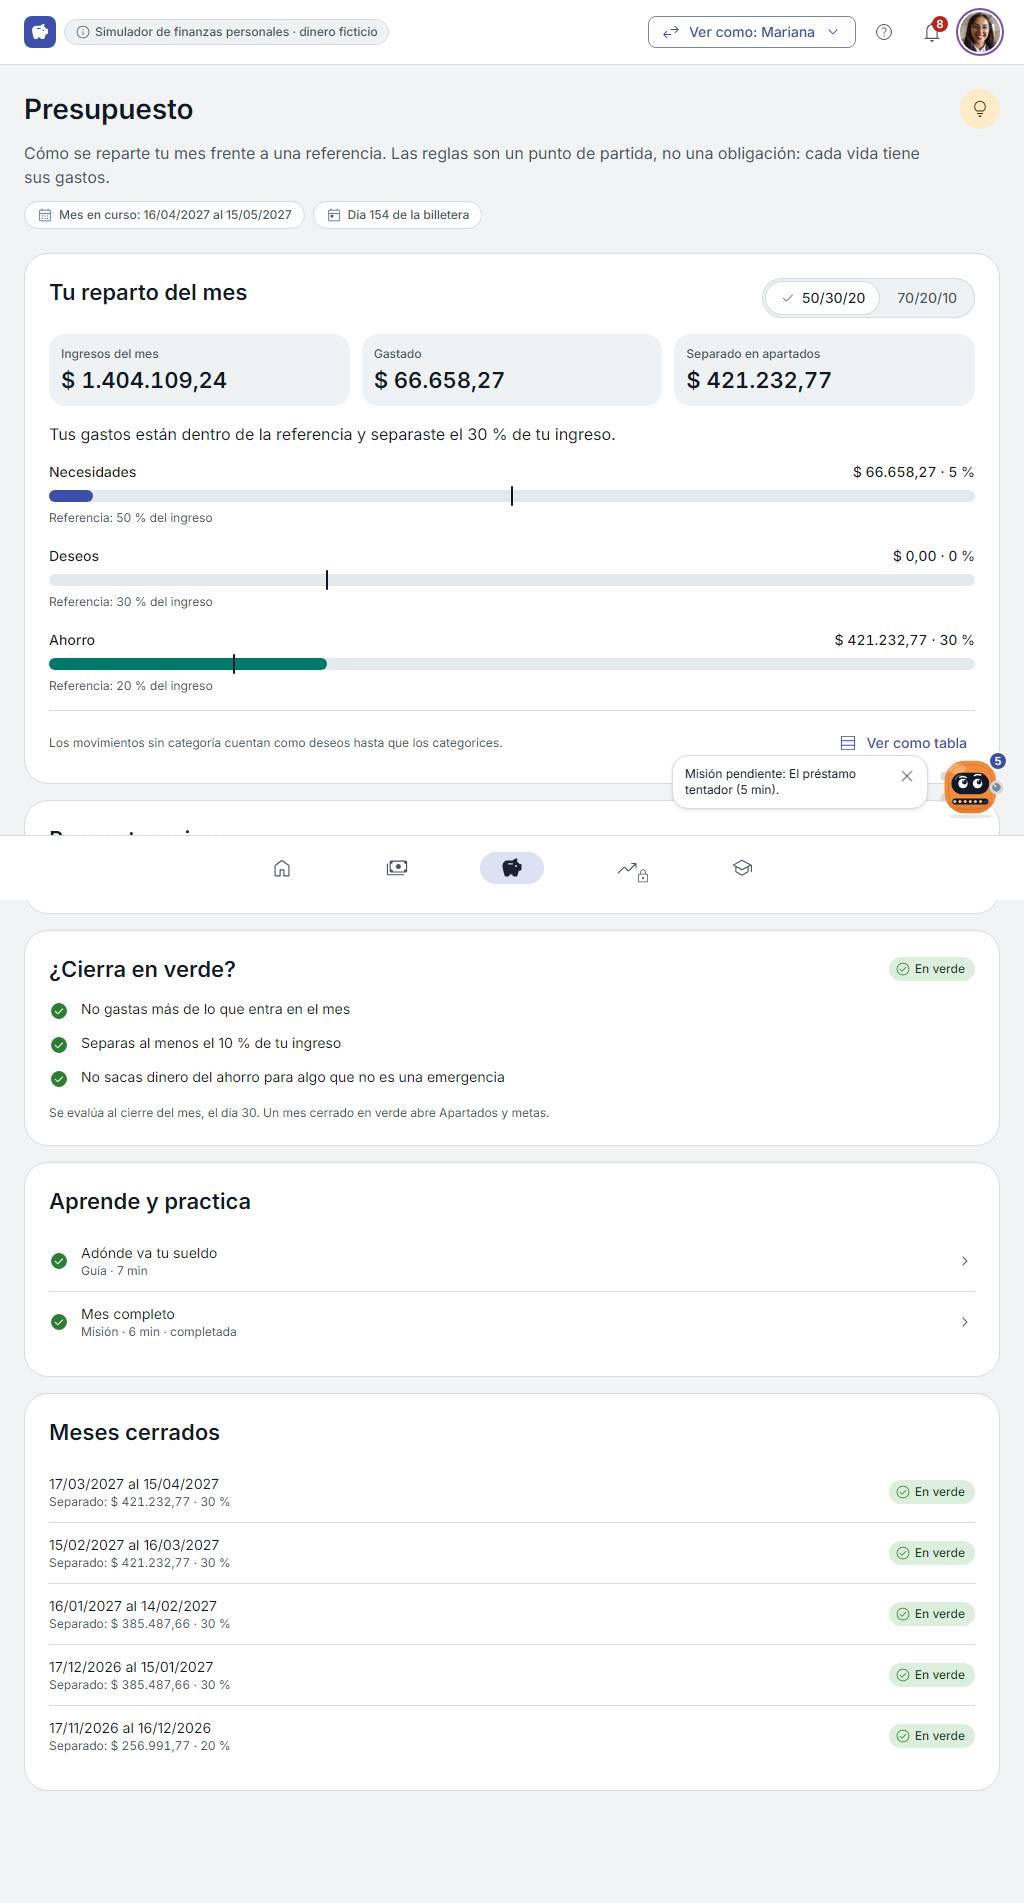 Simulador de finanzas personales · dinero ficticio
Ver como: Mariana
8
Presupuesto
Cómo se reparte tu mes frente a una referencia. Las reglas son un punto de partida, no una obligación: cada vida tiene
sus gastos.
Mes en curso: 16/04/2027 al 15/05/2027
Día 154 de la billetera
Tu reparto del mes
50/30/20
70/20/10
Ingresos del mes
$ 1.404.109,24
Gastado
$ 66.658,27
Separado en apartados
$ 421.232,77
Tus gastos están dentro de la referencia y separaste el 30 % de tu ingreso.
Necesidades
$ 66.658,27 · 5 %
Referencia: 50 % del ingreso
Deseos
$ 0,00 · 0 %
Referencia: 30 % del ingreso
Ahorro
$ 421.232,77 · 30 %
Referencia: 20 % del ingreso
Los movimientos sin categoría cuentan como deseos hasta que los categorices.
Ver como tabla
Misión pendiente: El préstamo
tentador (5 min).
5
¿Cierra en verde?
En verde
No gastas más de lo que entra en el mes
Separas al menos el 10 % de tu ingreso
No sacas dinero del ahorro para algo que no es una emergencia
Se evalúa al cierre del mes, el día 30. Un mes cerrado en verde abre Apartados y metas.
Aprende y practica
Adónde va tu sueldo
Guía · 7 min
Mes completo
Misión · 6 min · completada
Meses cerrados
17/03/2027 al 15/04/2027
Separado: $ 421.232,77 · 30 %
En verde
15/02/2027 al 16/03/2027
Separado: $ 421.232,77 · 30 %
En verde
16/01/2027 al 14/02/2027
Separado: $ 385.487,66 · 30 %
En verde
17/12/2026 al 15/01/2027
Separado: $ 385.487,66 · 30 %
En verde
17/11/2026 al 16/12/2026
Separado: $ 256.991,77 · 20 %
En verde